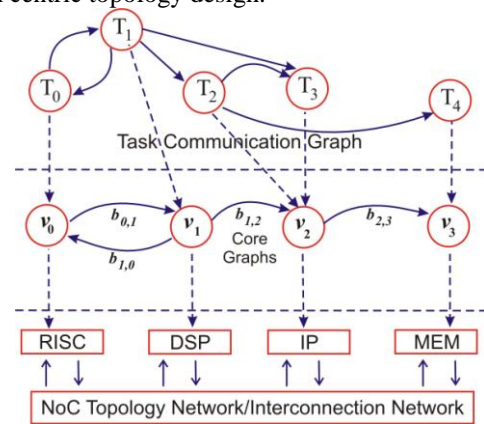 centric topology design.
T1
T0
T2
T3
T4
Task Communication Graph
v0
b0,1
v1
b1,2
v2
b2,3
v3
b1,0
Core
Graphs
RISC
DSP
IP
MEM
NoC Topology Network/Interconnection Network